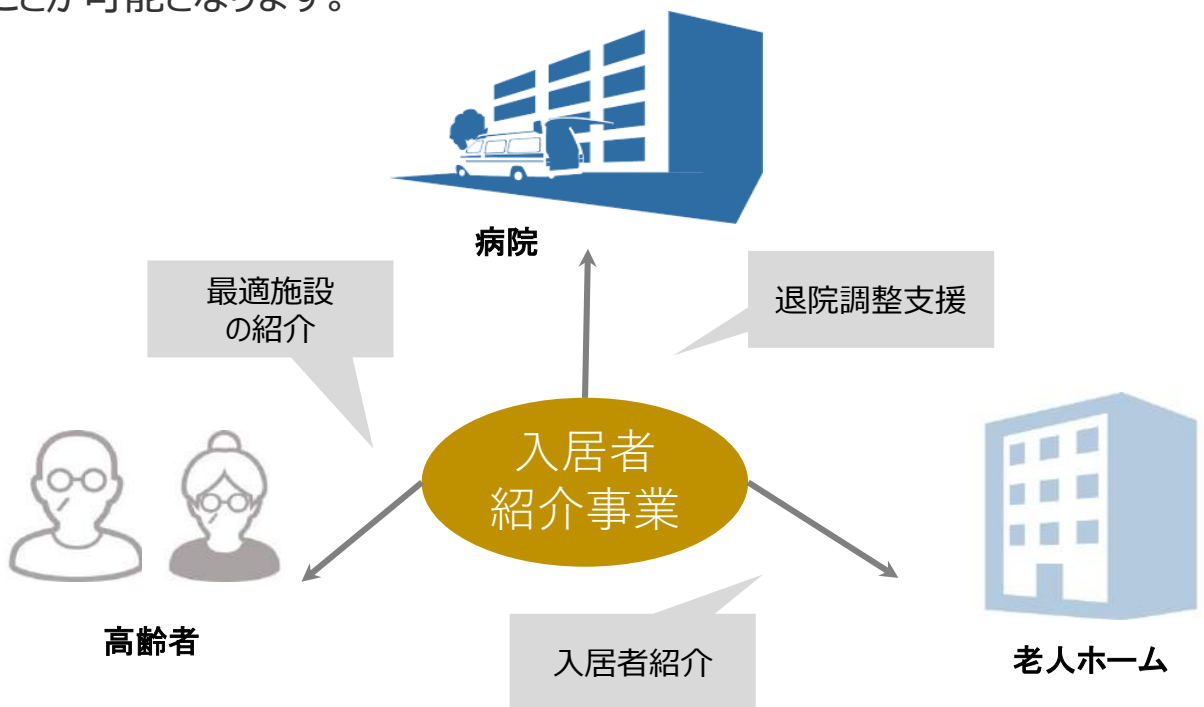 ことが可能となります。
病院
最適施設
の紹介
退院調整支援
入居者
紹介事業
高齢者
入居者紹介
老人ホーム